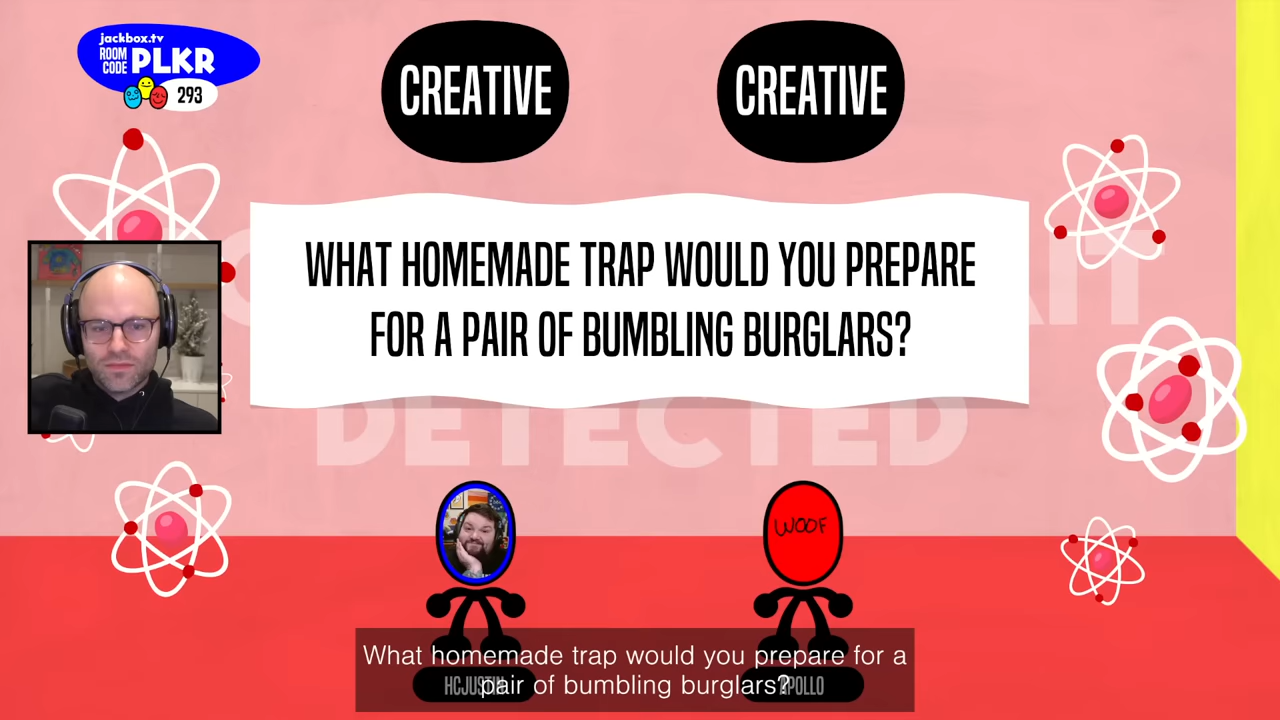 jackbox.tv
ROOM
CODE
PLKR
293
CREATIVE
CREATIVE
WHAT HOMEMADE TRAP WOULD YOU PREPARE
FOR A PAIR OF BUMBLING BURGLARS?
DETECTED
WOOF
What homemade trap would you prepare for a
pair of bumbling burglars?